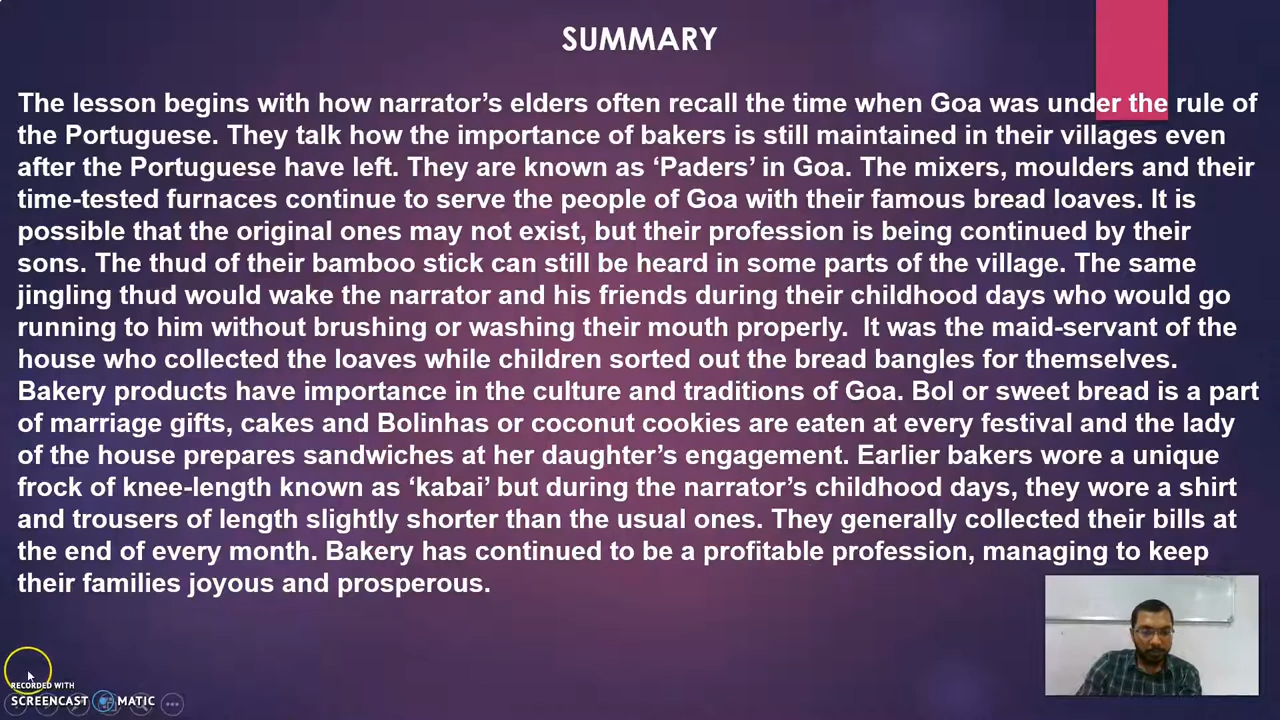 SUMMARY
The lesson begins with how narrator's elders often recall the time when Goa was under the rule of
the Portuguese. They talk how the importance of bakers is still maintained in their villages even
after the Portuguese have left. They are known as ‘Paders’ in Goa. The mixers, moulders and their
time-tested furnaces continue to serve the people of Goa with their famous bread loaves. It is
possible that the original ones may not exist, but their profession is being continued by their
sons. The thud of their bamboo stick can still be heard in some parts of the village. The same
jingling thud would wake the narrator and his friends during their childhood days who would go
running to him without brushing or washing their mouth properly.  It was the maid-servant of the
house who collected the loaves while children sorted out the bread bangles for themselves.
Bakery products have importance in the culture and traditions of Goa. Bol or sweet bread is a part
of marriage gifts, cakes and Bolinhas or coconut cookies are eaten at every festival and the lady
of the house prepares sandwiches at her daughter’s engagement. Earlier bakers wore a unique
frock of knee-length known as ‘kabai’ but during the narrator’s childhood days, they wore a shirt
and trousers of length slightly shorter than the usual ones. They generally collected their bills at
the end of every month. Bakery has continued to be a profitable profession, managing to keep
their families joyous and prosperous.
RECORDED WITH
SCREENCAST MATIC